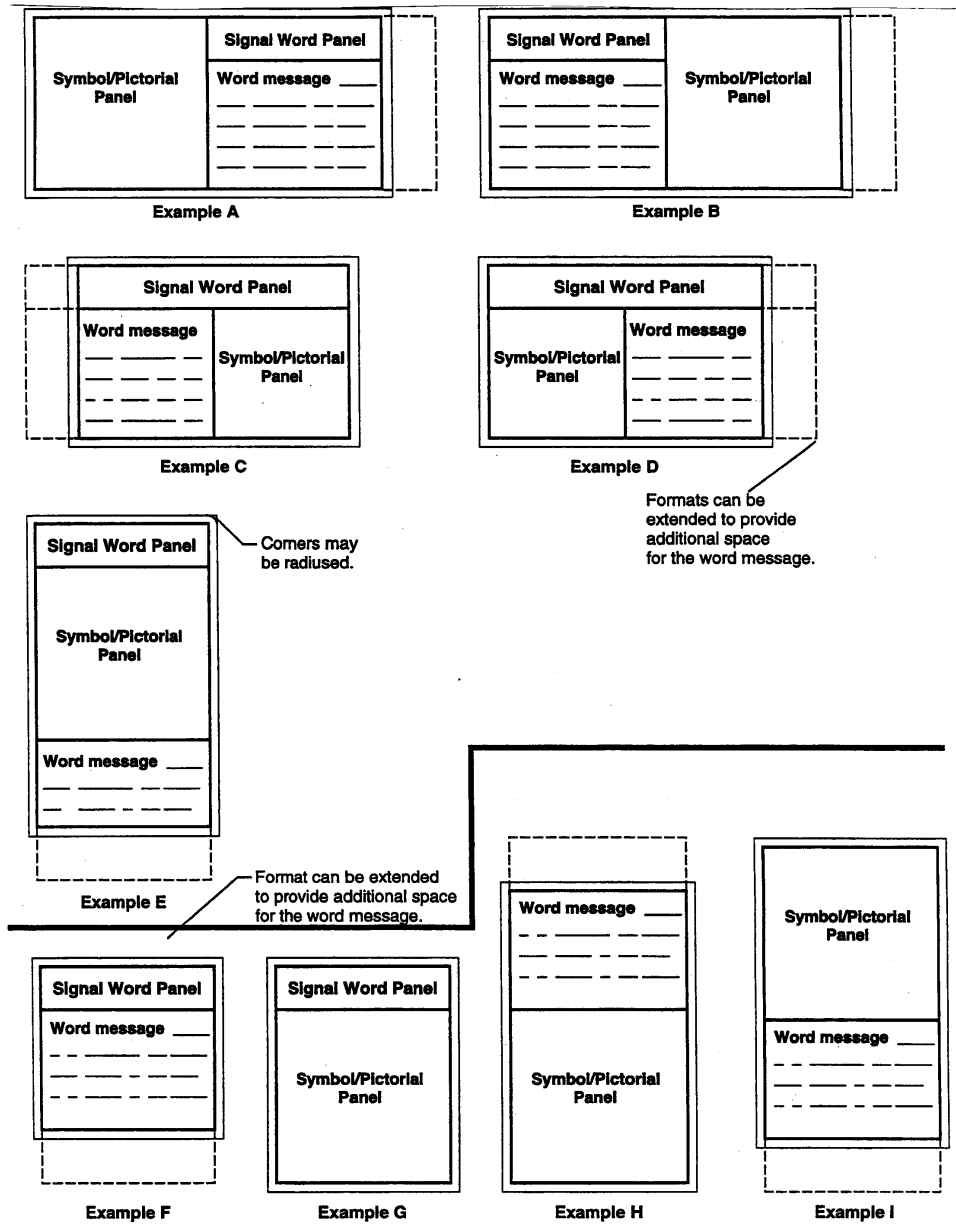 Symbol/Pictorial
Panel
Signal Word Panel
Word message
Example A
Signal Word Panel
Word message
Symbol/Pictorial
Panel
Example B
Signal Word Panel
Word message
Symbol/Pictorial
Panel
Example C
Signal Word Panel
Symbol/Pictorial
Panel
Word message
Example D
Formats can be
extended to provide
additional space
for the word message.
Signal Word Panel
Symbol/Pictorial
Panel
Word message
Example E
Corners may
be radiused.
Format can be extended
to provide additional space
for the word message.
Signal Word Panel
Word message
Example F
Signal Word Panel
Symbol/Pictorial
Panel
Example G
Word message
Symbol/Pictorial
Panel
Example H
Symbol/Pictorial
Panel
Word message
Example I